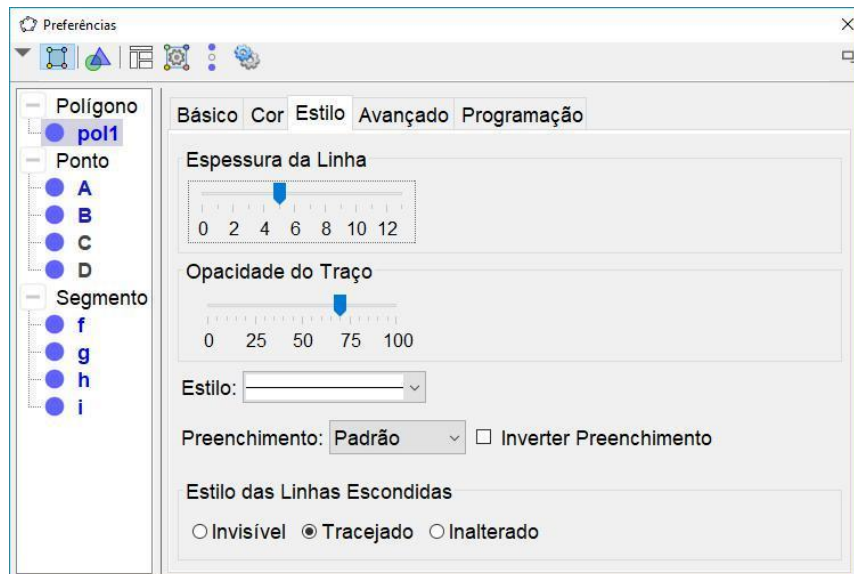 Preferências
Polígono
pol1
Ponto
A
B
C
D
Segmento
f
g
h
i
Básico Cor Estilo Avançado Programação
Espessura da Linha
0 2 4 6 8 10 12
Opacidade do Traço
0 25 50 75 100
Estilo:
Preenchimento: Padrão Inverter Preenchimento
Estilo das Linhas Escondidas
Invisível Tracejado Inalterado